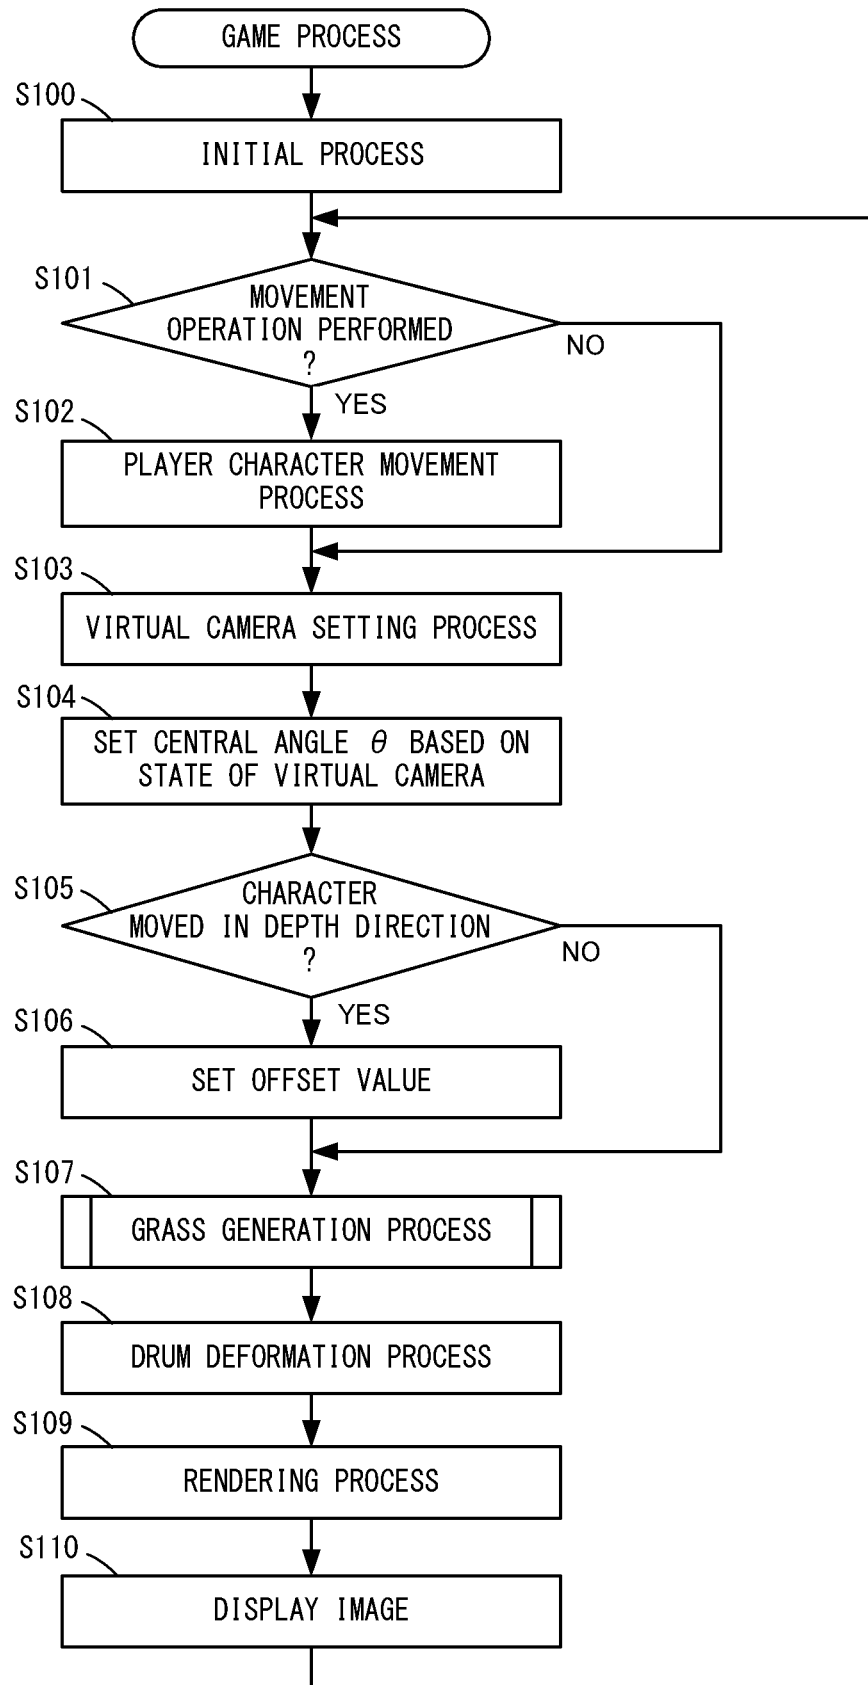 GAME PROCESS
S100
INITIAL PROCESS
S101
MOVEMENT
OPERATION PERFORMED
?
NO
YES
S102
PLAYER CHARACTER MOVEMENT
PROCESS
S103
VIRTUAL CAMERA SETTING PROCESS
S104
SET CENTRAL ANGLE θ BASED ON
STATE OF VIRTUAL CAMERA
S105
CHARACTER
MOVED IN DEPTH DIRECTION
?
NO
YES
S106
SET OFFSET VALUE
S107
GRASS GENERATION PROCESS
S108
DRUM DEFORMATION PROCESS
S109
RENDERING PROCESS
S110
DISPLAY IMAGE